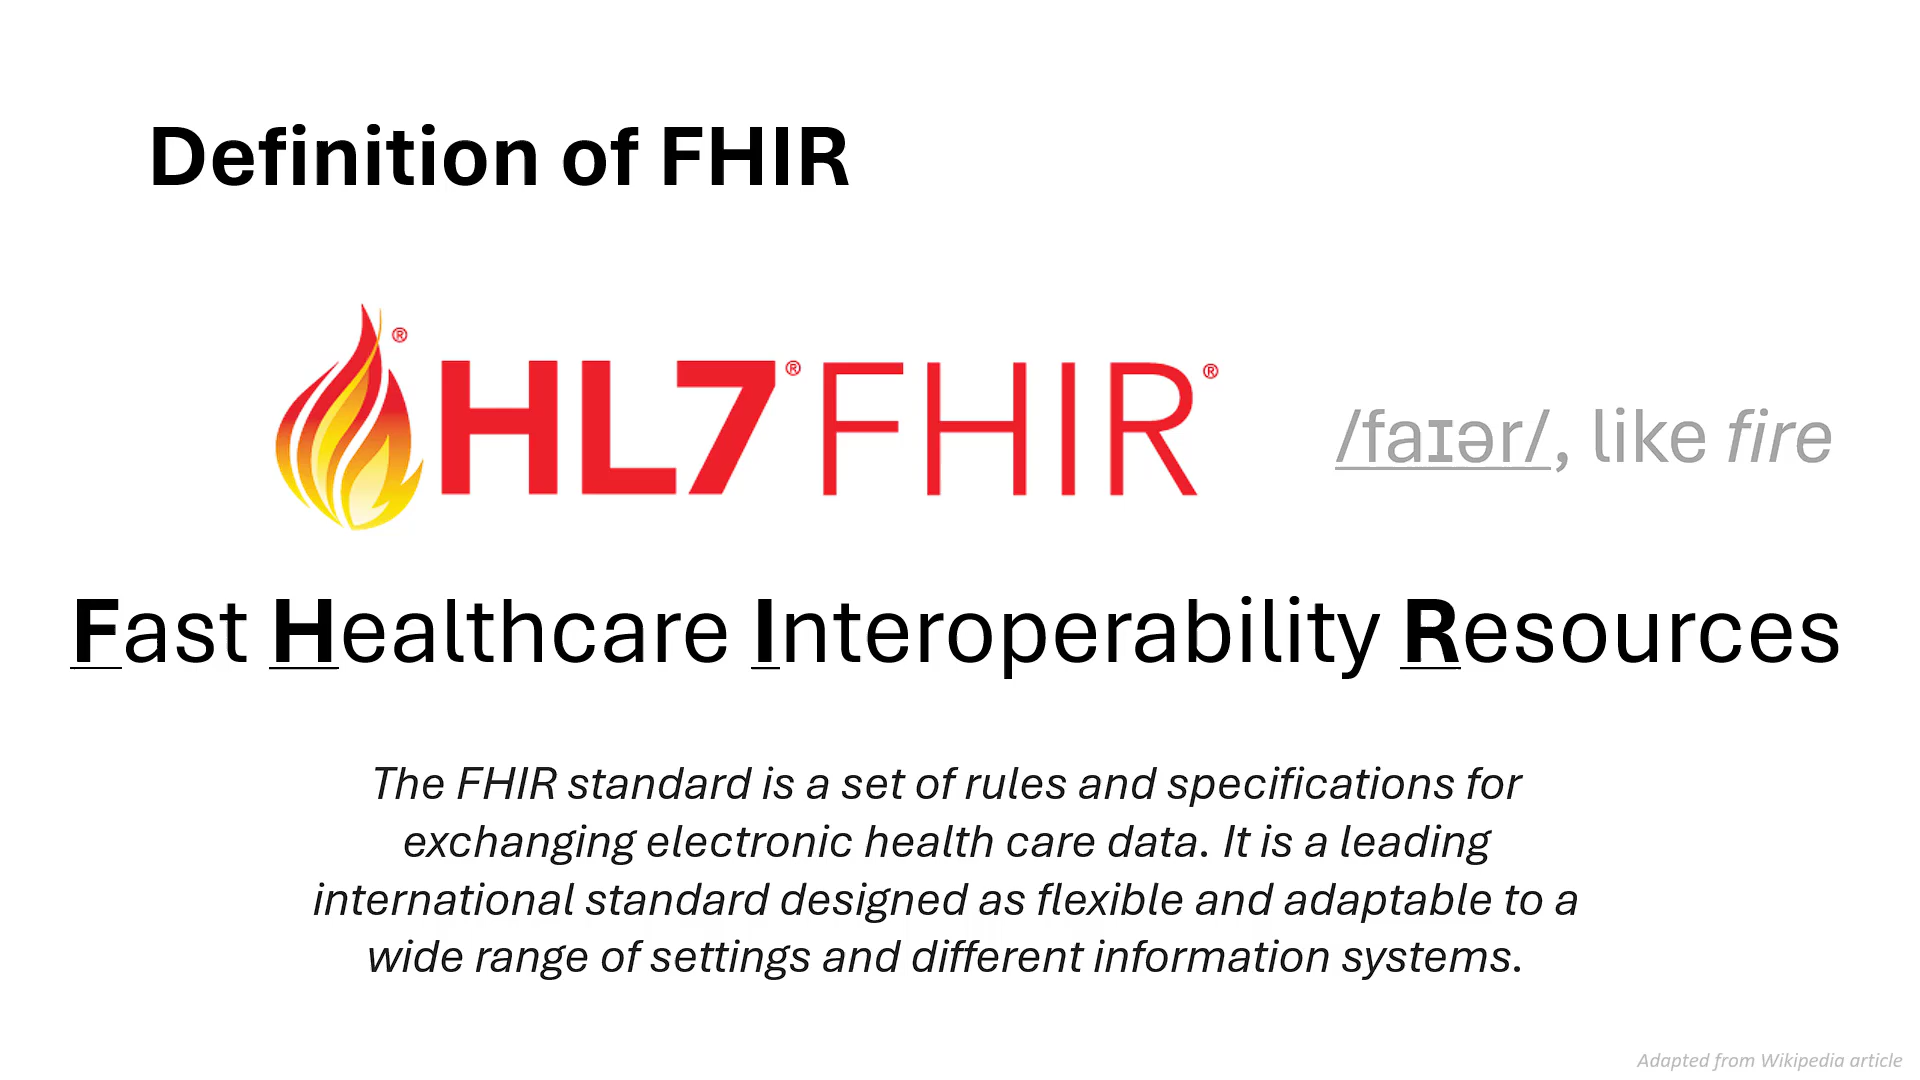 Definition of FHIR
®HL7®FHIR®
/faɪər/, like fire
Fast Healthcare Interoperability Resources
The FHIR standard is a set of rules and specifications for
exchanging electronic health care data. It is a leading
international standard designed as flexible and adaptable to a
wide range of settings and different information systems.
Adapted from Wikipedia article